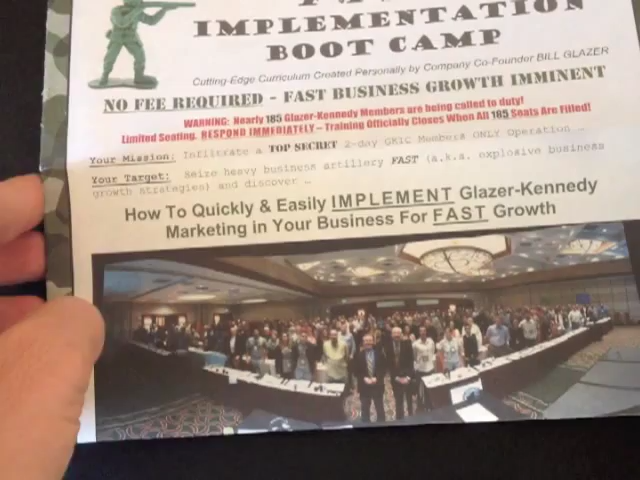 IMPLEMENTATION
BOOT CAMP
Cutting-Edge Curriculum Created Personally by Company Co-Founder BILL GLAZER
NO FEE REQUIRED - FAST BUSINESS GROWTH IMMINENT
WARNING: Nearly 185 Glazer-Kennedy Members are being called to duty!
Limited Seating. RESPOND IMMEDIATELY – Training Officially Closes When All 185 Seats Are Filled!
Your Mission: Infiltrate a TOP SECRET 2-day GKIC Members ONLY Operation …
Your Target: Seize heavy business artillery FAST (a.k.a. explosive business
growth strategies) and discover …
How To Quickly & Easily IMPLEMENT Glazer-Kennedy
Marketing in Your Business For FAST Growth